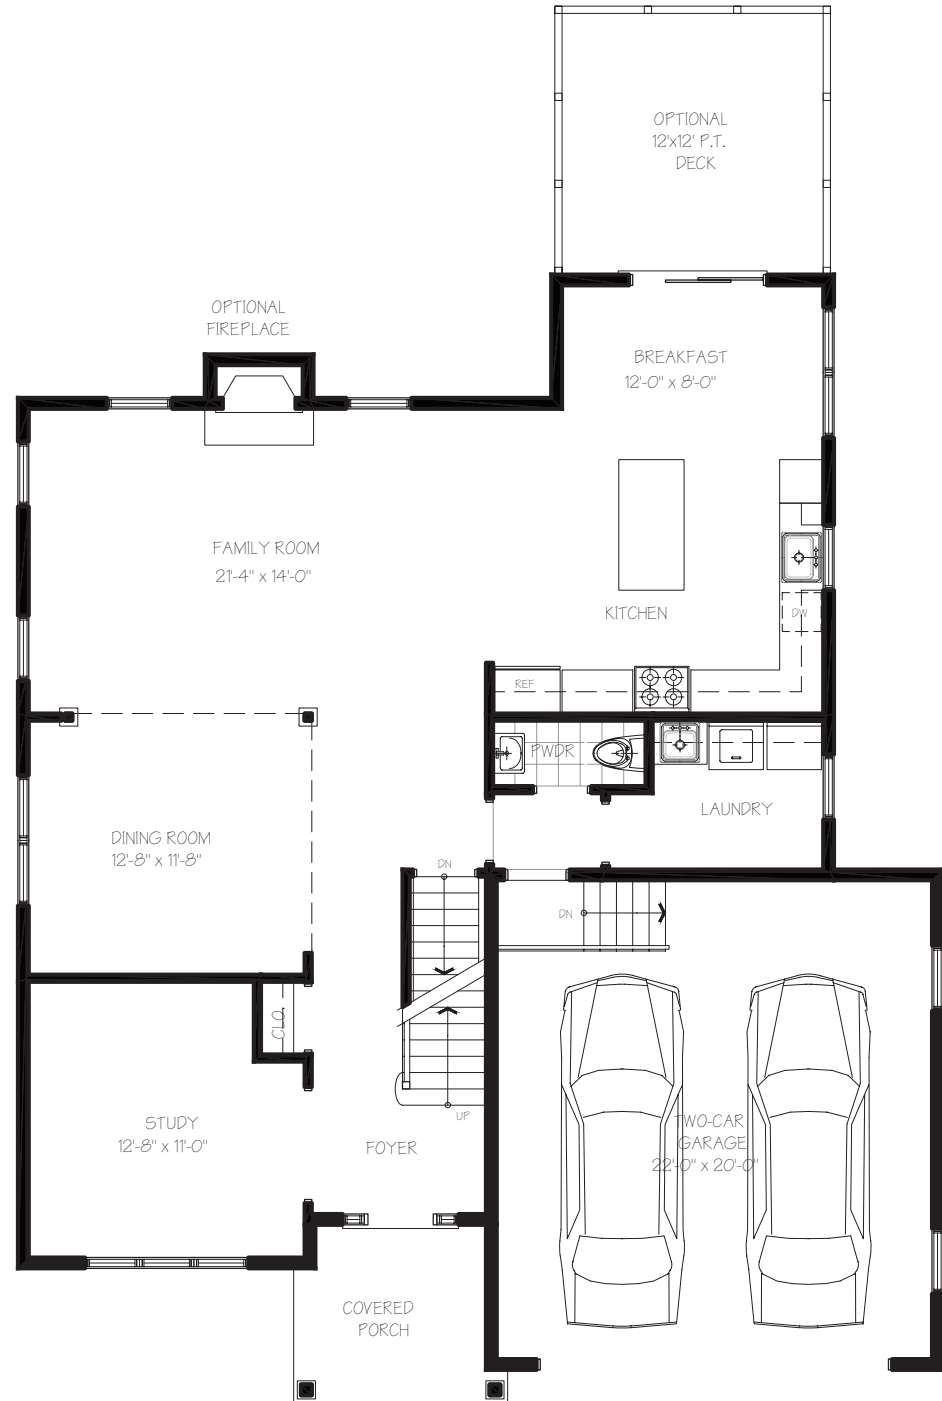 OPTIONAL
12'x12' P.T.
DECK
OPTIONAL
FIREPLACE
BREAKFAST
12'-0" x 8'-0"
FAMILY ROOM
21'-4" x 14'-0"
KITCHEN
DW
REF
PWDR
LAUNDRY
DINING ROOM
12'-8" x 11'-8"
DN
DN
CLO.
UP
STUDY
12'-8" x 11'-0"
FOYER
TWO-CAR
GARAGE
22'-0" x 20'-0"
COVERED
PORCH